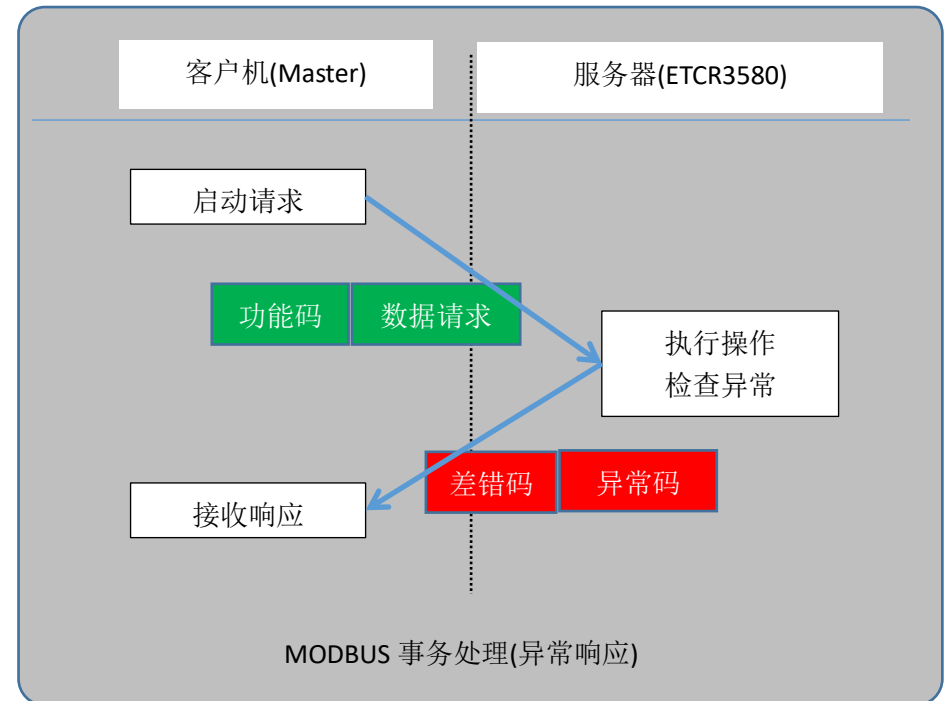 客户机(Master)
服务器(ETCR3580)
启动请求
功能码
数据请求
执行操作
检查异常
差错码
异常码
接收响应
MODBUS 事务处理(异常响应)